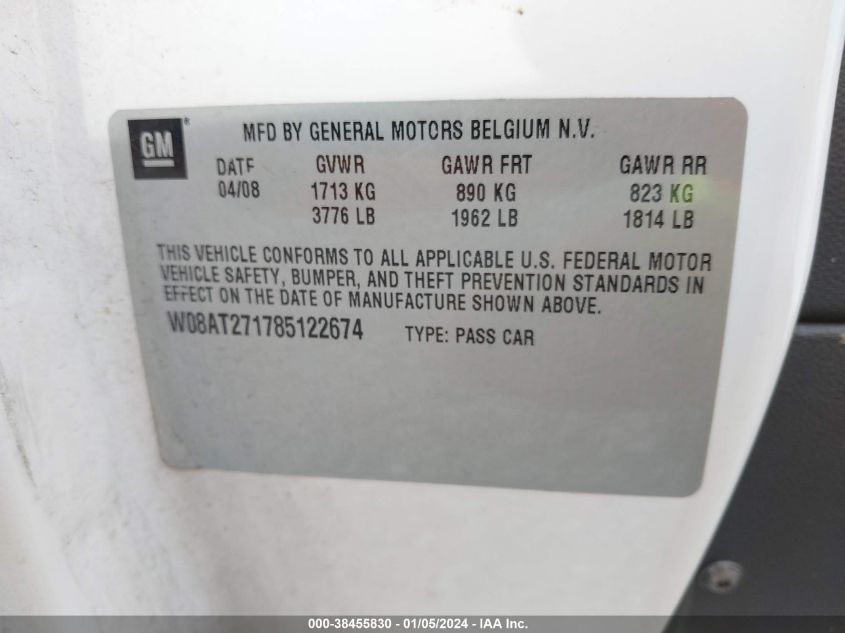 GM®
MFD BY GENERAL MOTORS BELGIUM N.V.
DATE GVWR GAWR FRT GAWR RR
04/08 1713 KG 890 KG 823 KG
3776 LB 1962 LB 1814 LB
THIS VEHICLE CONFORMS TO ALL APPLICABLE U.S. FEDERAL MOTOR
VEHICLE SAFETY, BUMPER, AND THEFT PREVENTION STANDARDS IN
EFFECT ON THE DATE OF MANUFACTURE SHOWN ABOVE.
W08AT271785122674 TYPE: PASS CAR
000-38455830 - 01/05/2024 - IAA Inc.